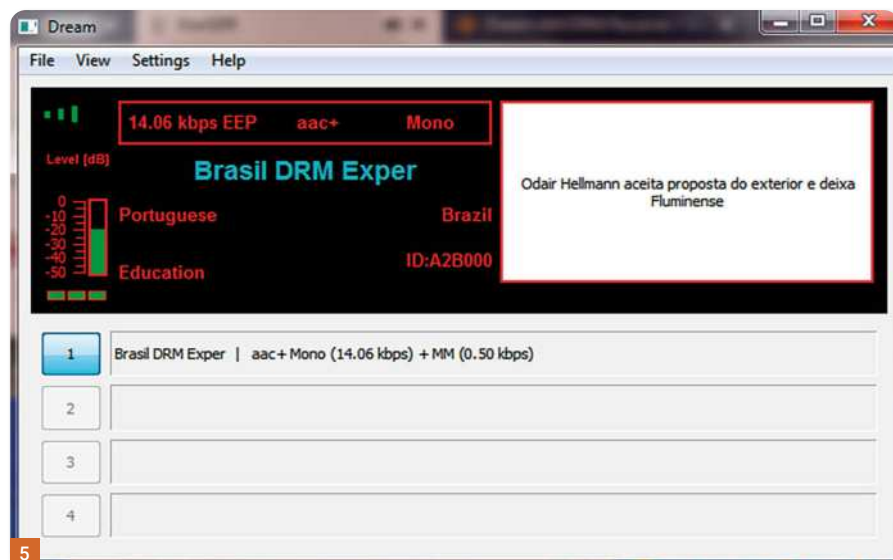 Dream
File View Settings Help
14.06 kbps EEP aac+ Mono
Level [dB]
Brasil DRM Exper
0
-10
-20
-30
-40
-50
Portuguese Brazil
Education ID:A2B000
Odair Hellmann aceita proposta do exterior e deixa
Fluminense
1 Brasil DRM Exper | aac+ Mono (14.06 kbps) + MM (0.50 kbps)
2
3
4
5